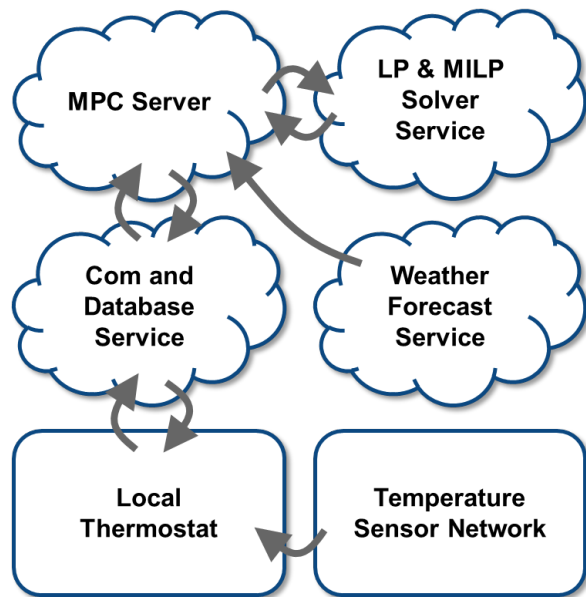 MPC Server
LP & MILP
Solver
Service
Com and
Database
Service
Weather
Forecast
Service
Local
Thermostat
Temperature
Sensor Network